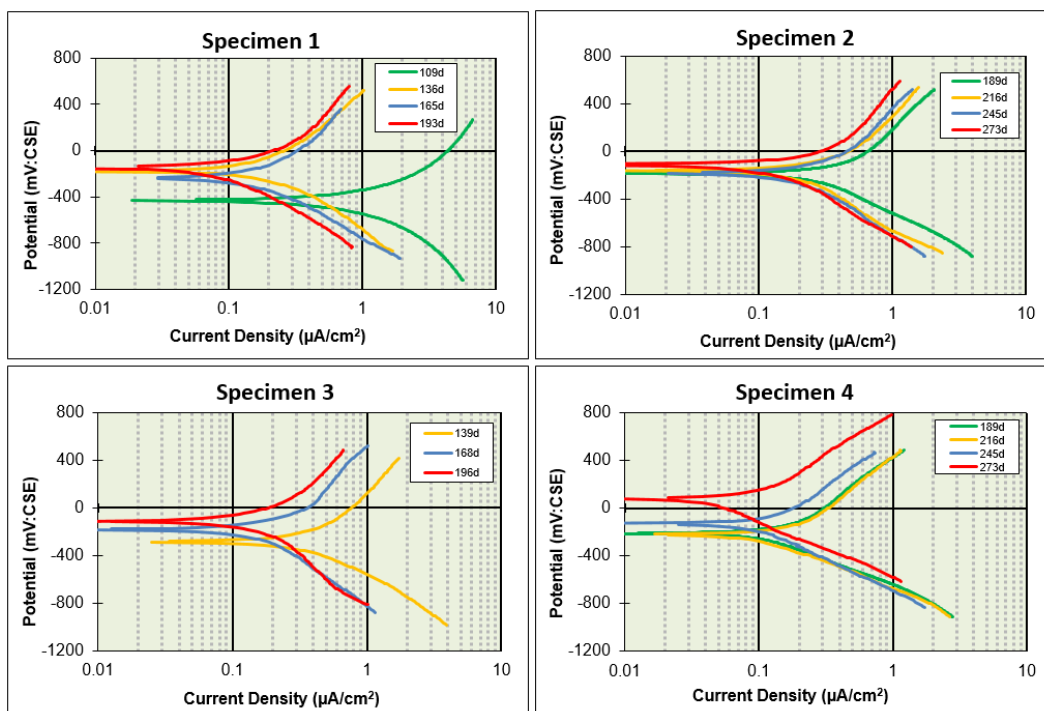 Specimen 1
800
400
0
-400
-800
-1200
Potential (mV:CSE)
109d
136d
165d
193d
0.01 0.1 1 10
Current Density (µA/cm²)
Specimen 2
800
400
0
-400
-800
-1200
Potential (mV:CSE)
189d
216d
245d
273d
0.01 0.1 1 10
Current Density (µA/cm²)
Specimen 3
800
400
0
-400
-800
-1200
Potential (mV:CSE)
139d
168d
196d
0.01 0.1 1 10
Current Density (µA/cm²)
Specimen 4
800
400
0
-400
-800
-1200
Potential (mV:CSE)
189d
216d
245d
273d
0.01 0.1 1 10
Current Density (µA/cm²)